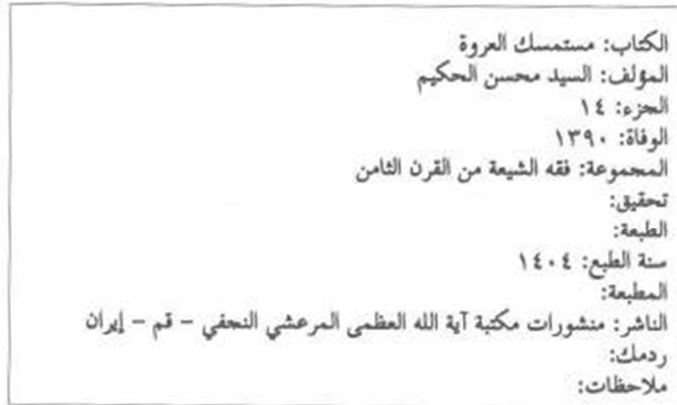 الكتاب: مستمسك العروة
المؤلف: السيد محسن الحكيم
الجزء: ١٤
الوفاة: ١٣٩٠
المجموعة: فقه الشيعة من القرن الثامن
تحقيق:
الطبعة:
سنة الطبع: ١٤٠٤
المطبعة:
الناشر: منشورات مكتبة آية الله العظمى المرعشي النجفي – قم – إيران
ردمك:
ملاحظات: